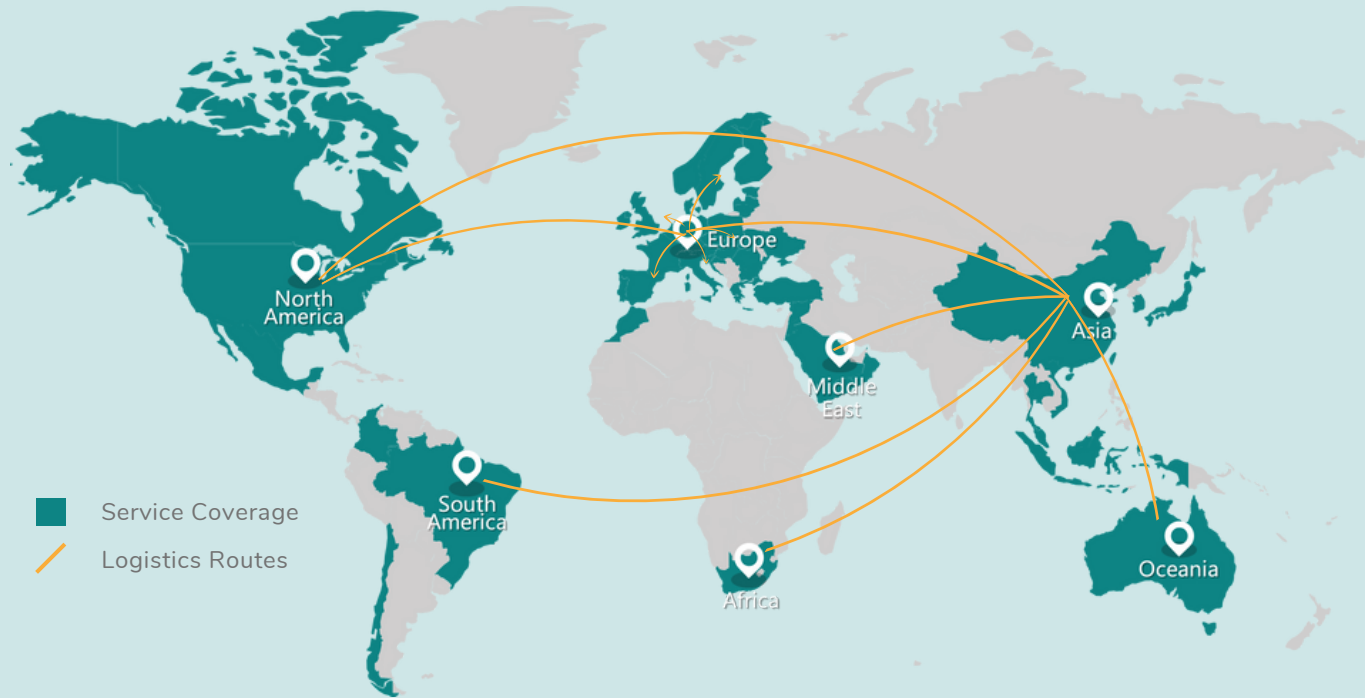 Europe
North
America
Asia
Middle
East
South
America
Service Coverage
Logistics Routes
Oceania
Africa